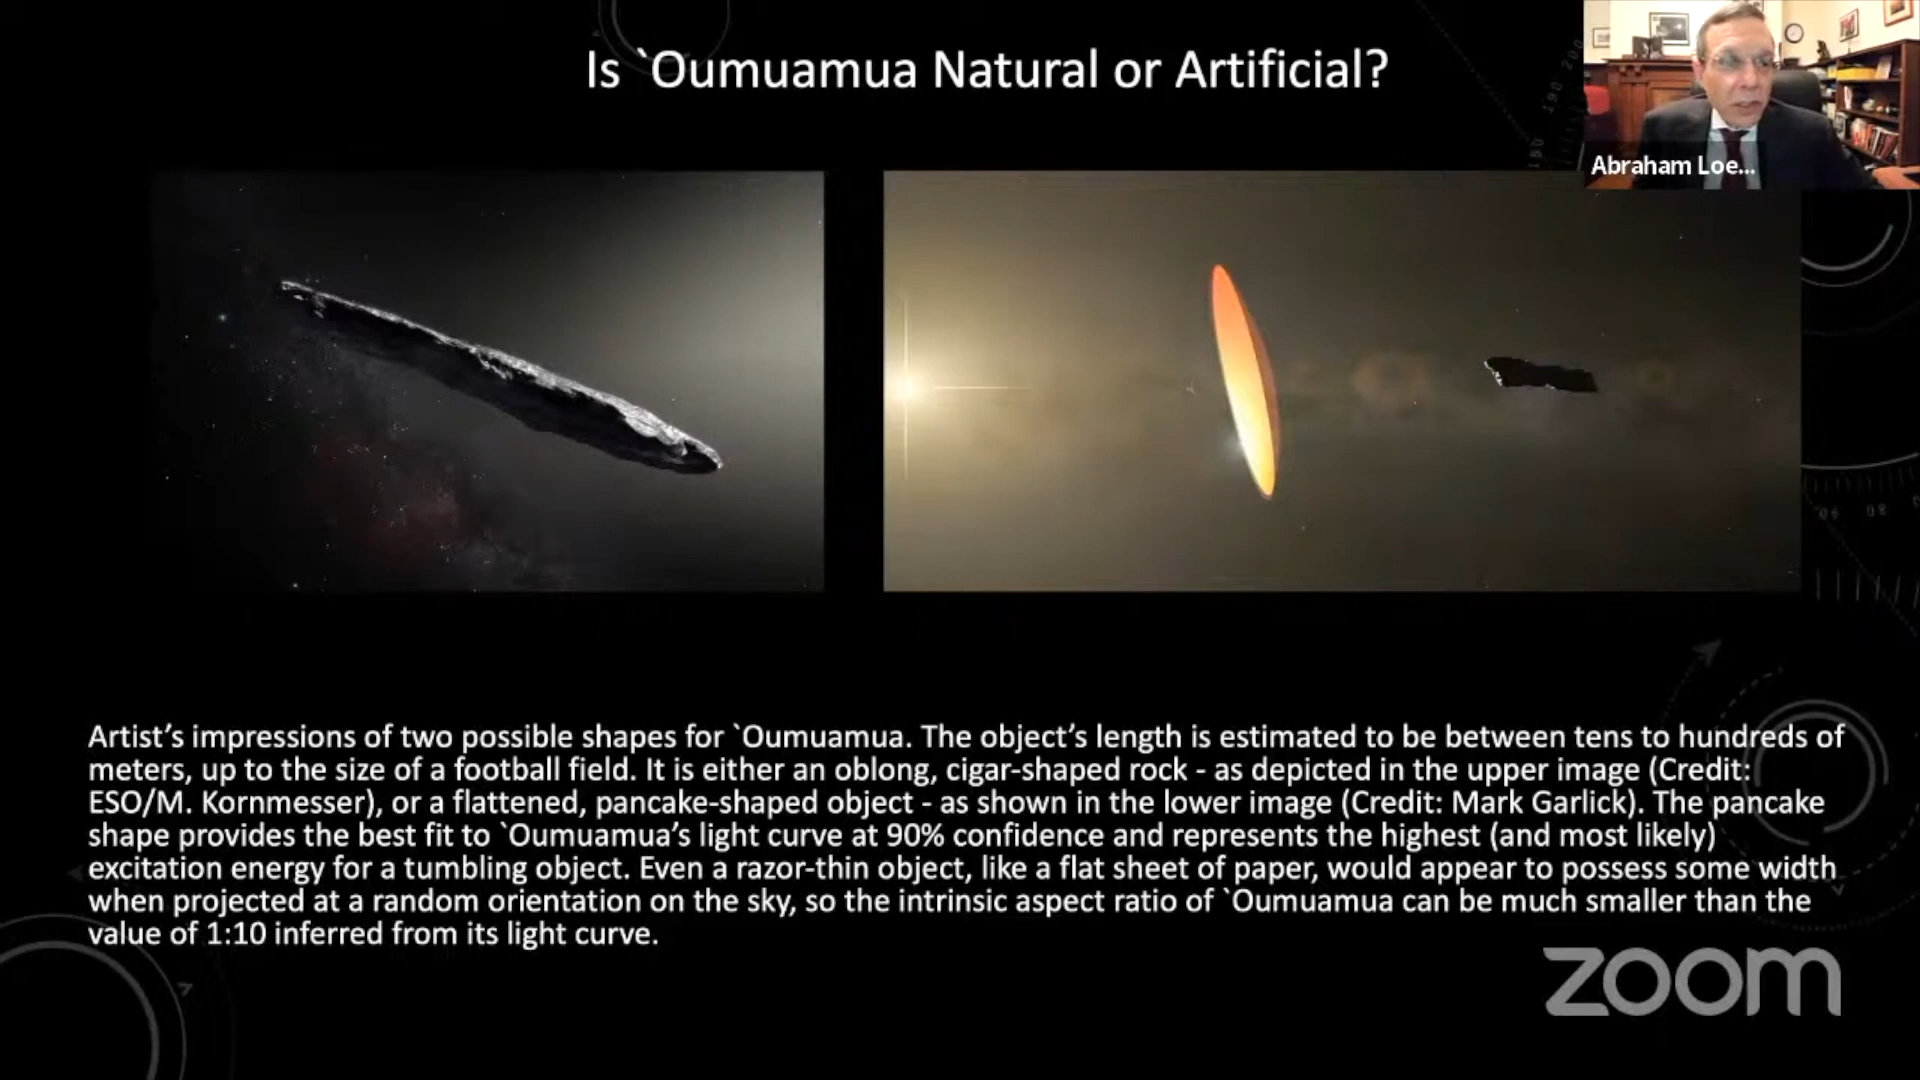 Is `Oumuamua Natural or Artificial?
Abraham Loe...
190 200
180
06 08
Artist's impressions of two possible shapes for `Oumuamua. The object's length is estimated to be between tens to hundreds of
meters, up to the size of a football field. It is either an oblong, cigar-shaped rock - as depicted in the upper image (Credit:
ESO/M. Kornmesser), or a flattened, pancake-shaped object - as shown in the lower image (Credit: Mark Garlick). The pancake
shape provides the best fit to `Oumuamua's light curve at 90% confidence and represents the highest (and most likely)
excitation energy for a tumbling object. Even a razor-thin object, like a flat sheet of paper, would appear to possess some width
when projected at a random orientation on the sky, so the intrinsic aspect ratio of `Oumuamua can be much smaller than the
value of 1:10 inferred from its light curve.
zoom